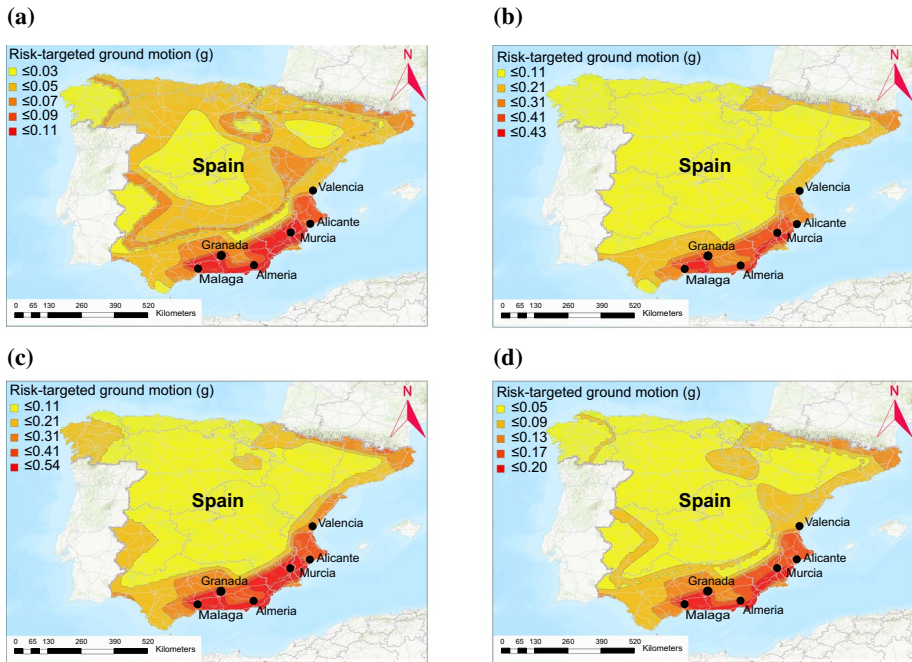 (a)
Risk-targeted ground motion (g)
≤0.03
≤0.05
≤0.07
≤0.09
≤0.11
N
Spain
Valencia
Alicante
Murcia
Granada
Almeria
Malaga
0 65 130 260 390 520
Kilometers
(b)
Risk-targeted ground motion (g)
≤0.11
≤0.21
≤0.31
≤0.41
≤0.43
N
Spain
Valencia
Alicante
Murcia
Granada
Almeria
Malaga
0 65 130 260 390 520
Kilometers
(c)
Risk-targeted ground motion (g)
≤0.11
≤0.21
≤0.31
≤0.41
≤0.54
N
Spain
Valencia
Alicante
Murcia
Granada
Almeria
Malaga
0 65 130 260 390 520
Kilometers
(d)
Risk-targeted ground motion (g)
≤0.05
≤0.09
≤0.13
≤0.17
≤0.20
N
Spain
Valencia
Alicante
Murcia
Granada
Almeria
Malaga
0 65 130 260 390 520
Kilometers